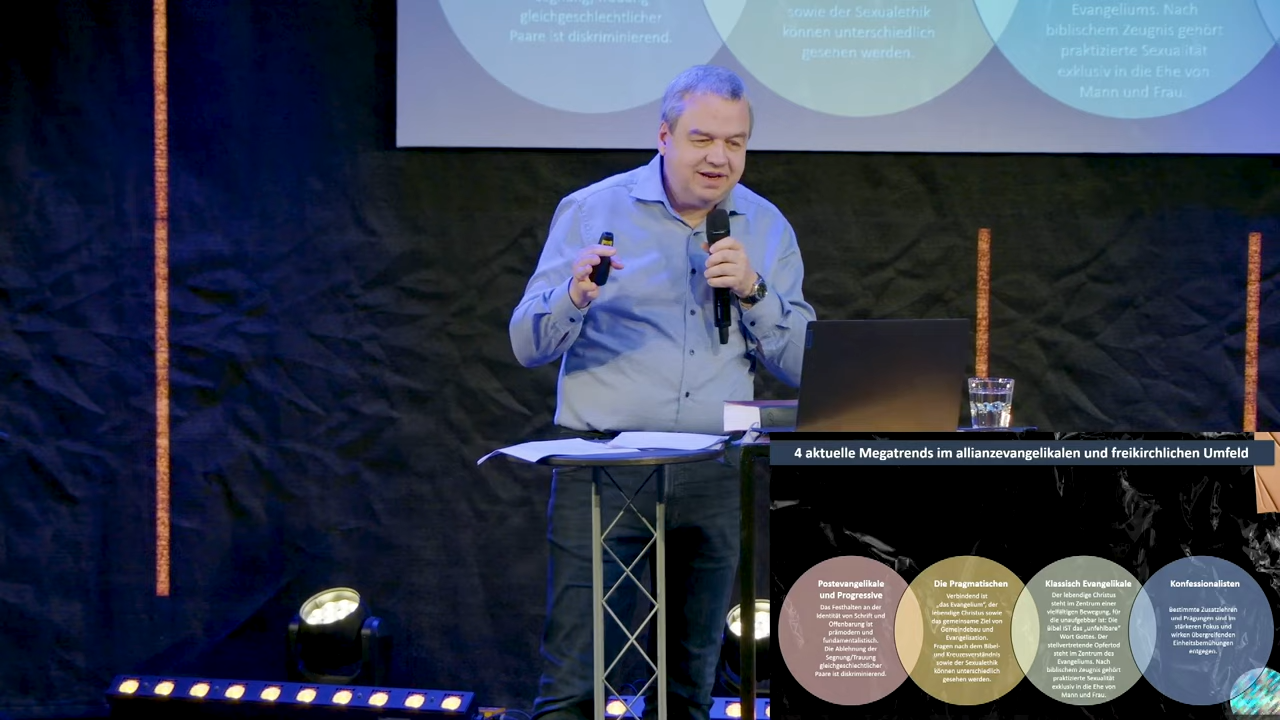 Segnung/Trauung
gleichgeschlechtlicher
Paare ist diskriminierend.
sowie der Sexualethik
können unterschiedlich
gesehen werden.
Evangeliums. Nach
biblischem Zeugnis gehört
praktizierte Sexualität
exklusiv in die Ehe von
Mann und Frau.
4 aktuelle Megatrends im allianzevangelikalen und freikirchlichen Umfeld
Postevangelikale
und Progressive
Das Festhalten an der
Identität von Schrift und
Offenbarung ist
prämodern und
fundamentalistisch.
Die Ablehnung der
Segnung/Trauung
gleichgeschlechtlicher
Paare ist diskriminierend.
Die Pragmatischen
Verbindend ist
„das Evangelium", der
lebendige Christus sowie
das gemeinsame Ziel von
Gemeindebau und
Evangelisation.
Fragen nach dem Bibel-
und Kreuzesverständnis
sowie der Sexualethik
können unterschiedlich
gesehen werden.
Klassisch Evangelikale
Der lebendige Christus
steht im Zentrum einer
vielfältigen Bewegung, für
die unaufgebbar ist: Die
Bibel IST das „unfehlbare"
Wort Gottes. Der
stellvertretende Opfertod
steht im Zentrum des
Evangeliums. Nach
biblischem Zeugnis gehört
praktizierte Sexualität
exklusiv in die Ehe von
Mann und Frau.
Konfessionalisten
Bestimmte Zusatzlehren
und Prägungen sind im
stärkeren Fokus und
wirken übergreifenden
Einheitsbemühungen
entgegen.